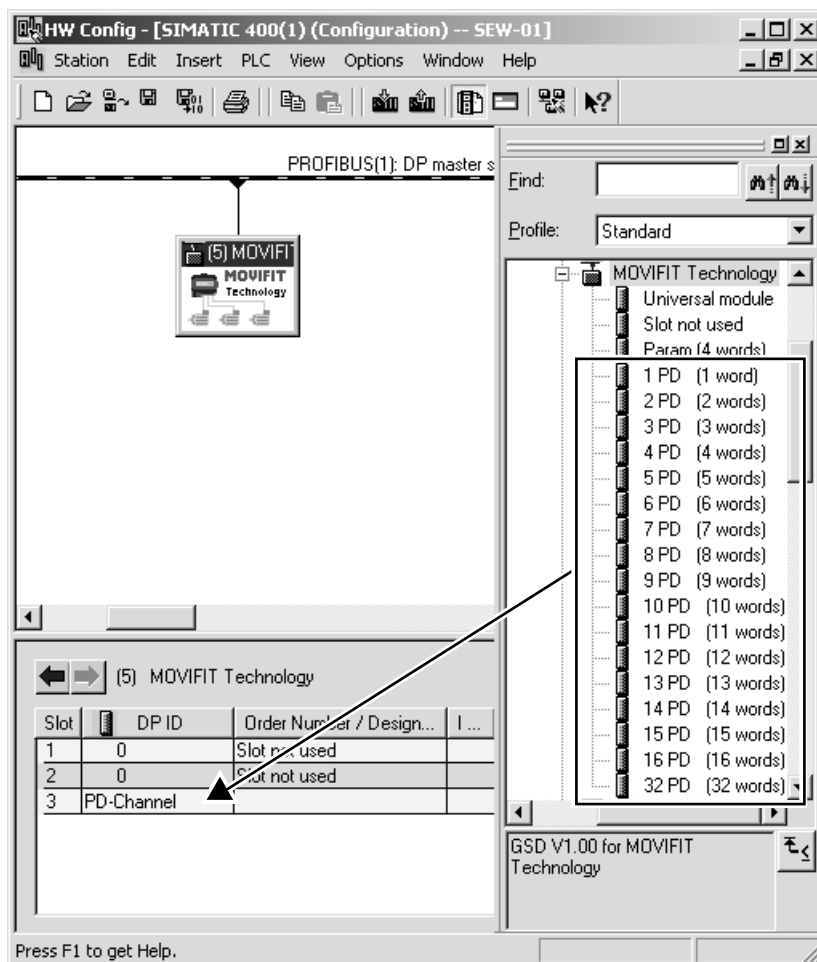 HW Config - [SIMATIC 400(1) (Configuration) -- SEW-01]
Station Edit Insert PLC View Options Window Help
PROFIBUS(1): DP master s
(5) MOVIFIT
MOVIFIT
Technology
Find:
Profile: Standard
MOVIFIT Technology
Universal module
Slot not used
Param (4 words)
1 PD (1 word)
2 PD (2 words)
3 PD (3 words)
4 PD (4 words)
5 PD (5 words)
6 PD (6 words)
7 PD (7 words)
8 PD (8 words)
9 PD (9 words)
10 PD (10 words)
11 PD (11 words)
12 PD (12 words)
13 PD (13 words)
14 PD (14 words)
15 PD (15 words)
16 PD (16 words)
32 PD (32 words)
GSD V1.00 for MOVIFIT
Technology
(5) MOVIFIT Technology
Slot DP ID Order Number / Design... I ...
1 0 Slot not used
2 0 Slot not used
3 PD-Channel
Press F1 to get Help.